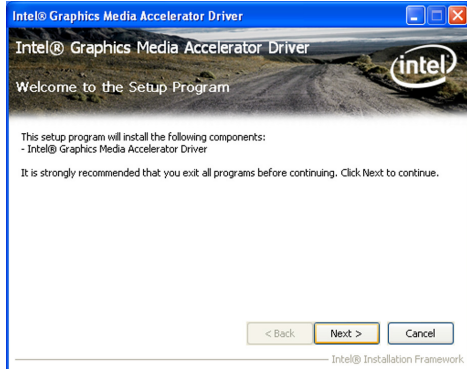 Intel® Graphics Media Accelerator Driver
Intel® Graphics Media Accelerator Driver
intel
Welcome to the Setup Program
This setup program will install the following components:
- Intel® Graphics Media Accelerator Driver
It is strongly recommended that you exit all programs before continuing. Click Next to continue.
< Back Next > Cancel
Intel® Installation Framework